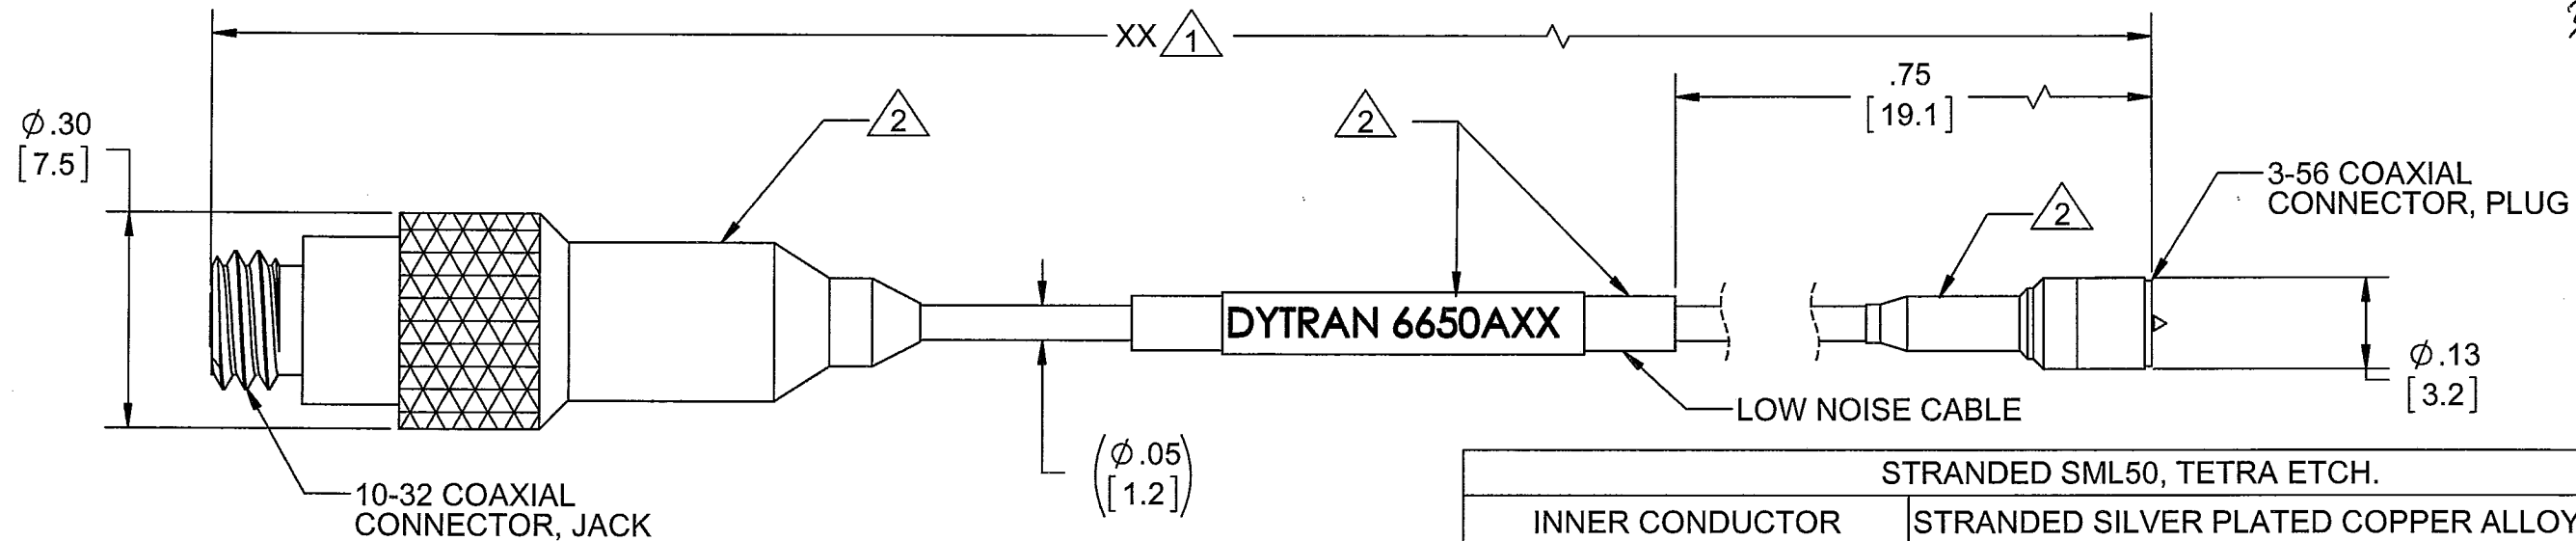 XX 1
.75
[19.1]
Ø.30
[7.5]
2
2
2
3-56 COAXIAL
CONNECTOR, PLUG
DYTRAN 6650AXX
Ø.13
[3.2]
LOW NOISE CABLE
(Ø.05)
[1.2]
10-32 COAXIAL
CONNECTOR, JACK
STRANDED SML50, TETRA ETCH.
INNER CONDUCTOR STRANDED SILVER PLATED COPPER ALLOY